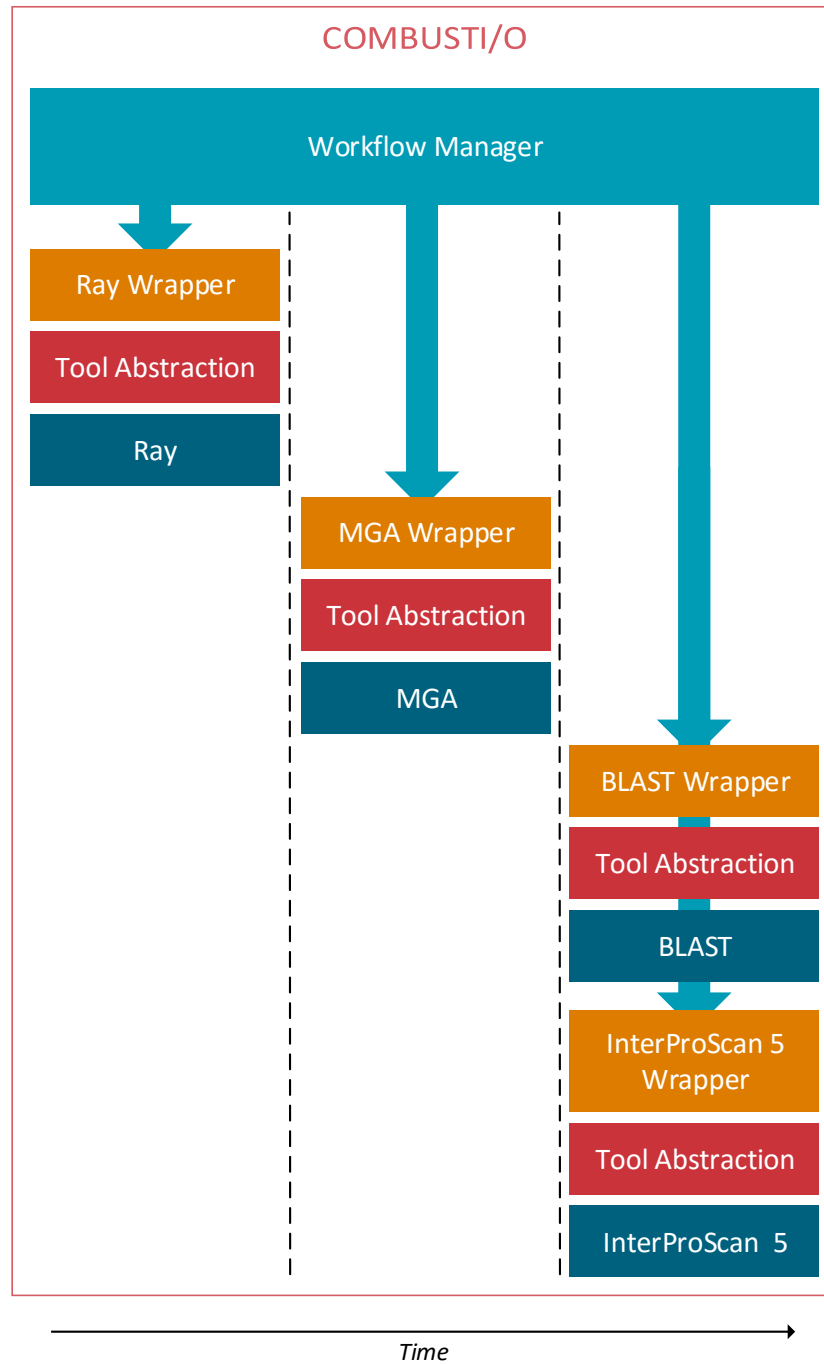 COMBUSTI/O
Workflow Manager
Ray Wrapper
Tool Abstraction
Ray
MGA Wrapper
Tool Abstraction
MGA
BLAST Wrapper
Tool Abstraction
BLAST
InterProScan 5
Wrapper
Tool Abstraction
InterProScan 5
Time